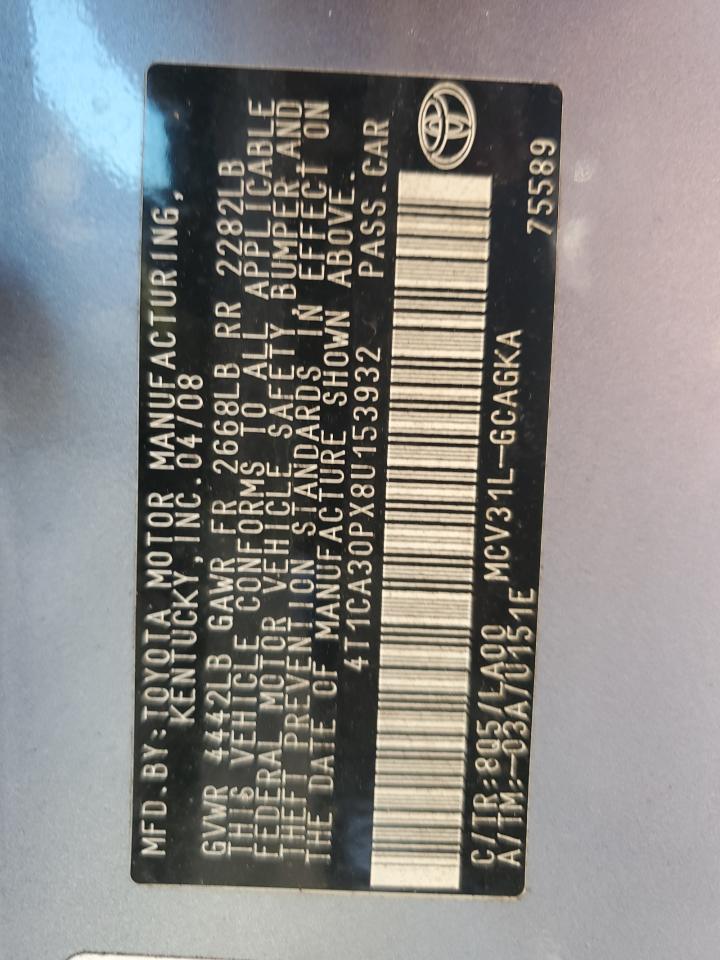 MFD.BY:TOYOTA MOTOR MANUFACTURING,
KENTUCKY,INC.04/08
GVWR 4442LB GAWR FR 2668LB RR 2282LB
THIS VEHICLE CONFORMS TO ALL APPLICABLE
FEDERAL MOTOR VEHICLE SAFETY,BUMPER AND
THEFT PREVENTION STANDARDS IN EFFECT ON
THE DATE OF MANUFACTURE SHOWN ABOVE.
4T1CA30PX8U153932 PASS.CAR
C/TR:805/LA00 MCV31L-GCAGKA
A/TM:-03A/U151E
75589